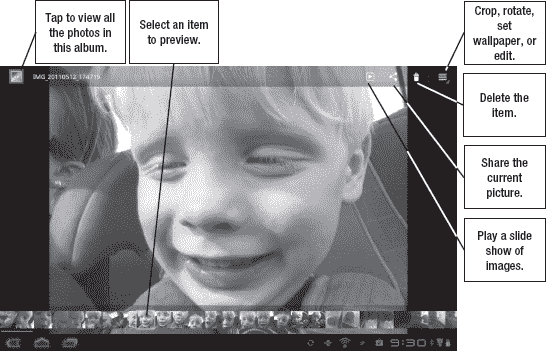 Tap to view all
the photos in
this album.
Select an item
to preview.
Crop, rotate,
set
wallpaper, or
edit.
IMG_20110512_174719
Delete the
item.
Share the
current
picture.
Play a slide
show of
images.
9:30